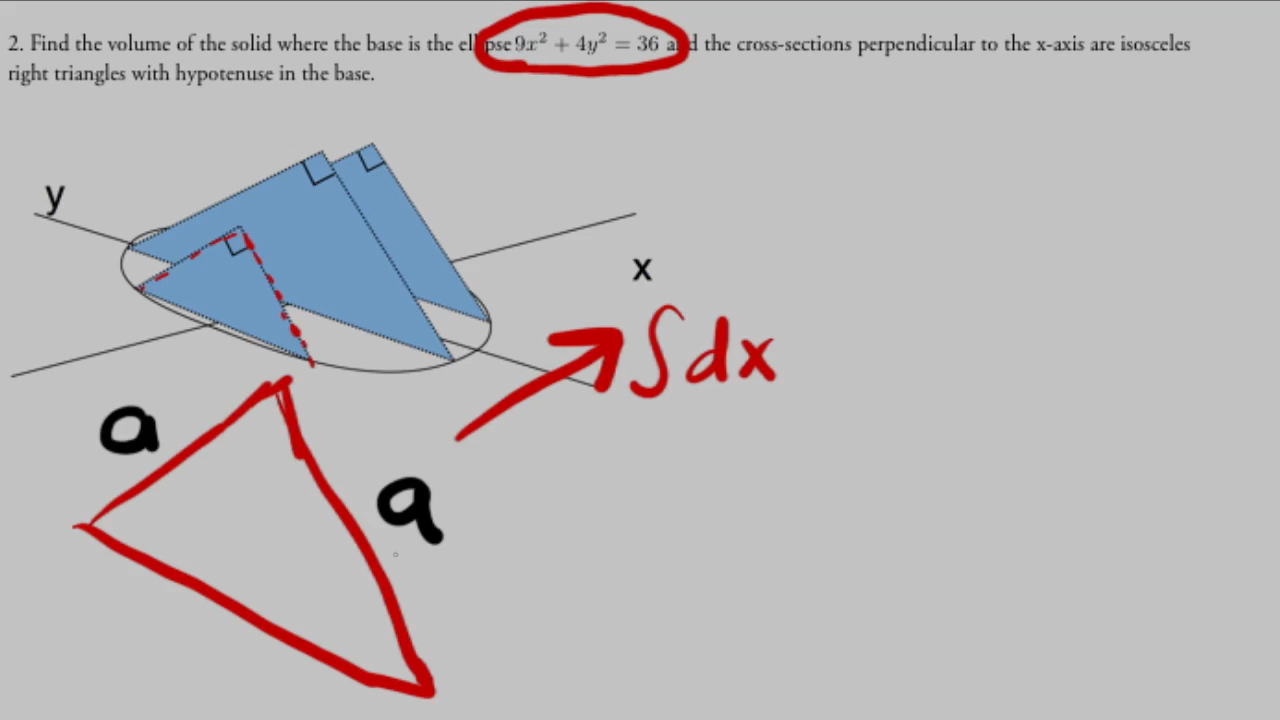 2. Find the volume of the solid where the base is the ellipse 9x² + 4y² = 36 and the cross-sections perpendicular to the x-axis are isosceles
right triangles with hypotenuse in the base.
y
x
∫dx
a
a